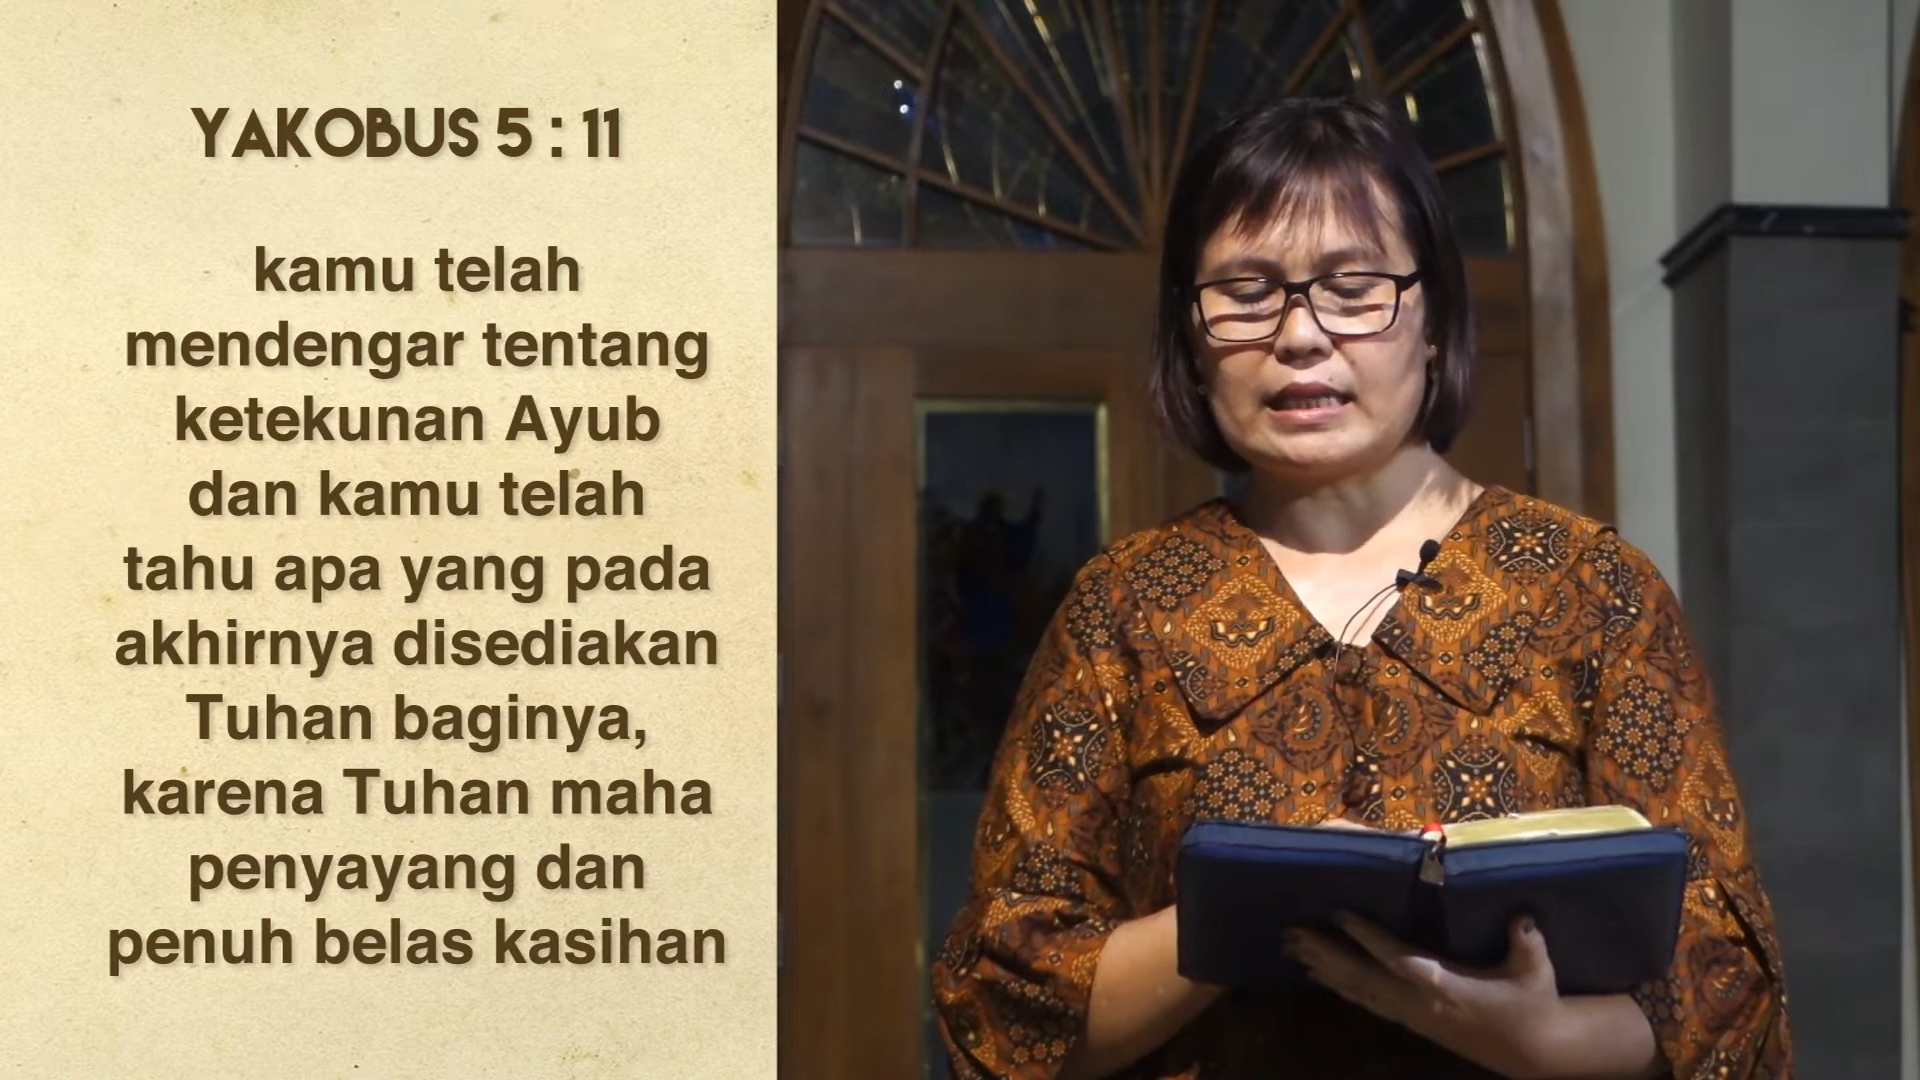 YAKOBUS 5 : 11
kamu telah
mendengar tentang
ketekunan Ayub
dan kamu telah
tahu apa yang pada
akhirnya disediakan
Tuhan baginya,
karena Tuhan maha
penyayang dan
penuh belas kasihan